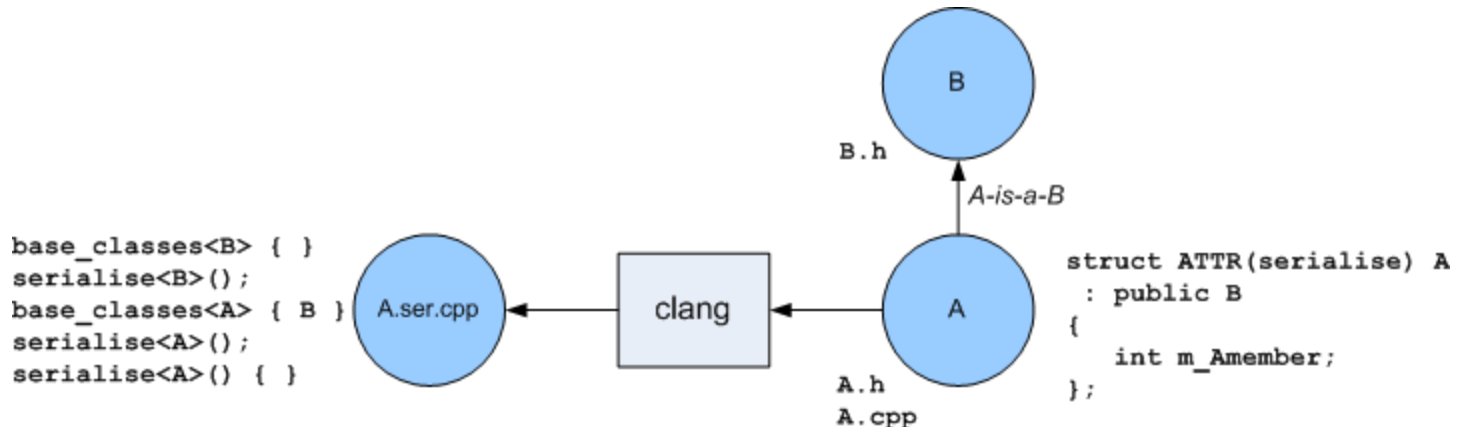 B
B.h
A-is-a-B
base_classes<B> { }
serialise<B>();
base_classes<A> { B }
serialise<A>();
serialise<A>() { }
A.ser.cpp
clang
A
A.h
A.cpp
struct ATTR(serialise) A
: public B
{
int m_Amember;
};